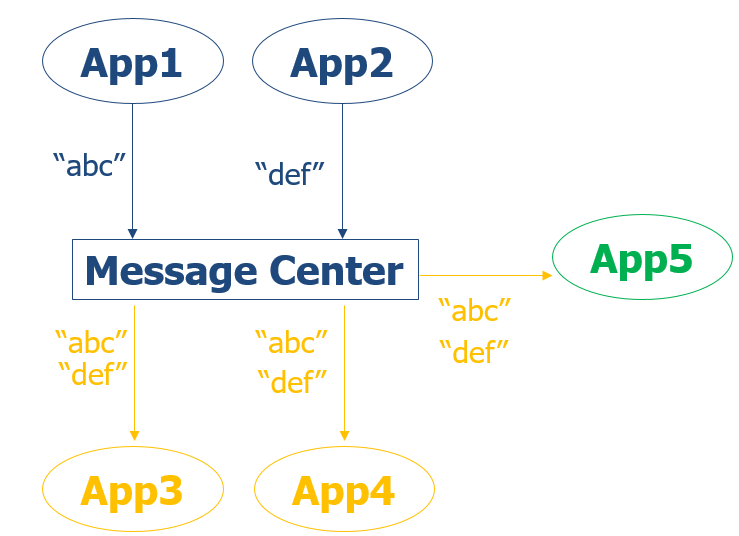 App1
App2
“abc”
“def”
Message Center
App5
“abc”
“def”
“abc”
“def”
“abc”
“def”
App3
App4